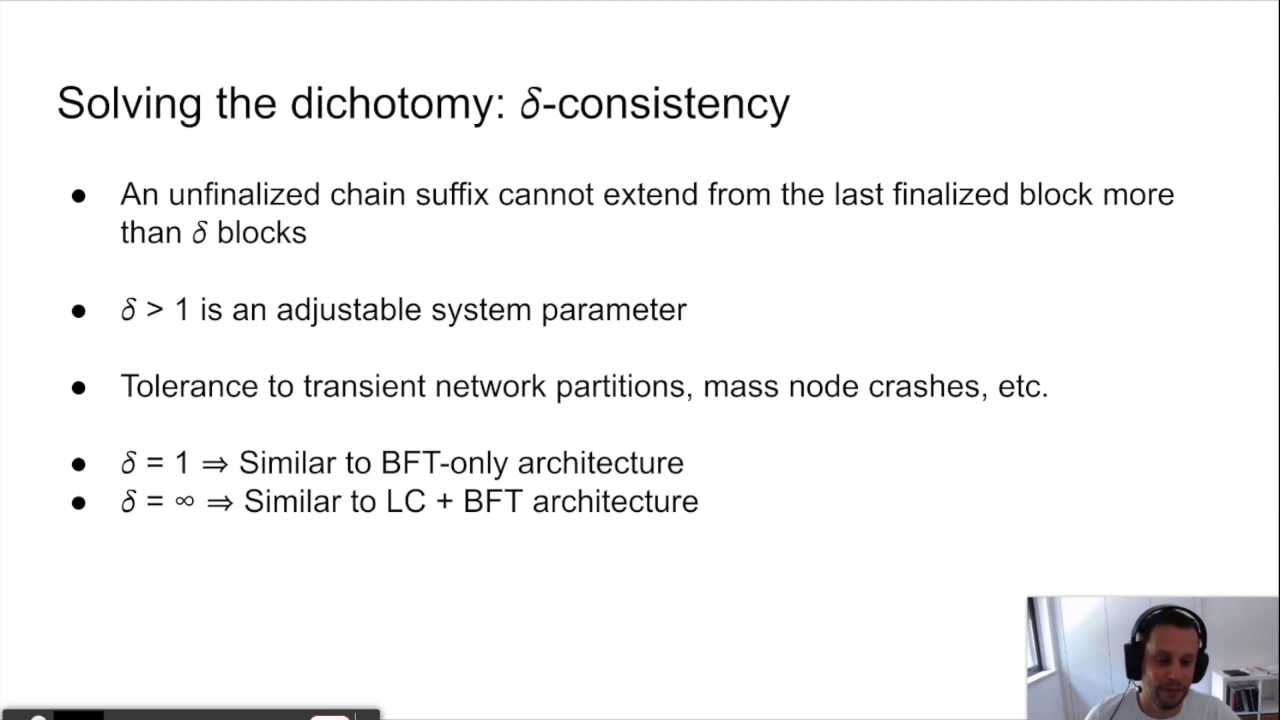 Solving the dichotomy: δ-consistency
● An unfinalized chain suffix cannot extend from the last finalized block more
than δ blocks
● δ > 1 is an adjustable system parameter
● Tolerance to transient network partitions, mass node crashes, etc.
● δ = 1 ⇒ Similar to BFT-only architecture
● δ = ∞ ⇒ Similar to LC + BFT architecture